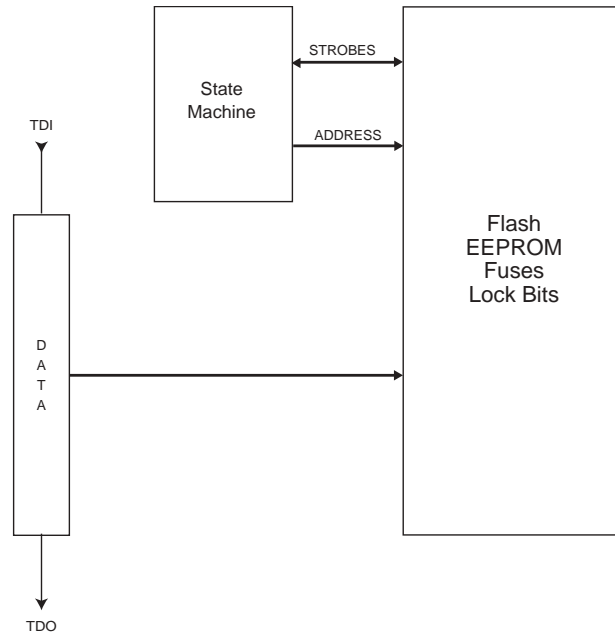 STROBES
State
Machine
ADDRESS
TDI
Flash
EEPROM
Fuses
Lock Bits
D
A
T
A
TDO